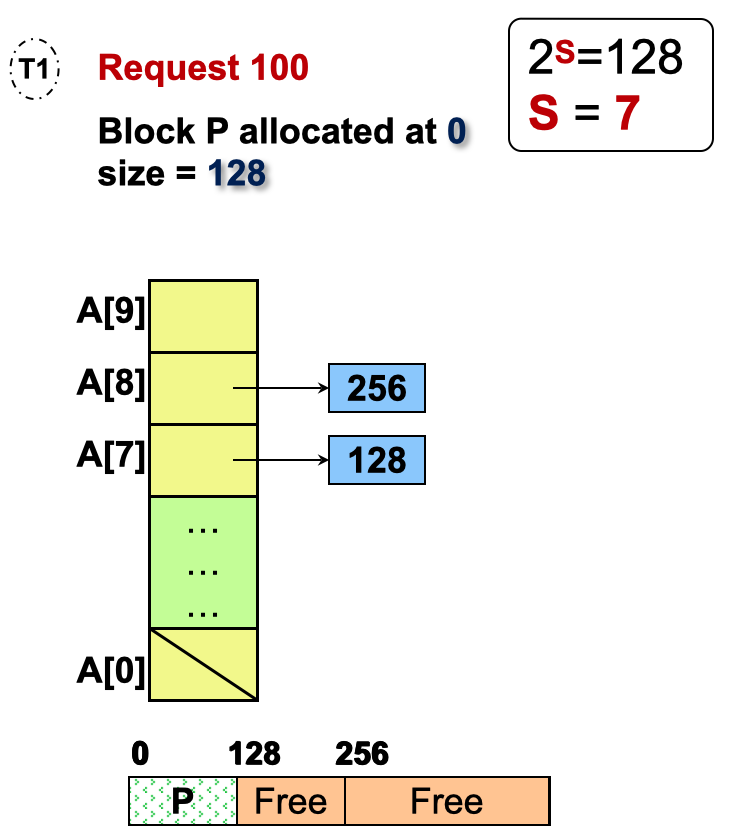 T1
Request 100
2S=128
S = 7
Block P allocated at 0
size = 128
A[9]
A[8]
256
A[7]
128
...
...
...
A[0]
0 128 256
P Free Free